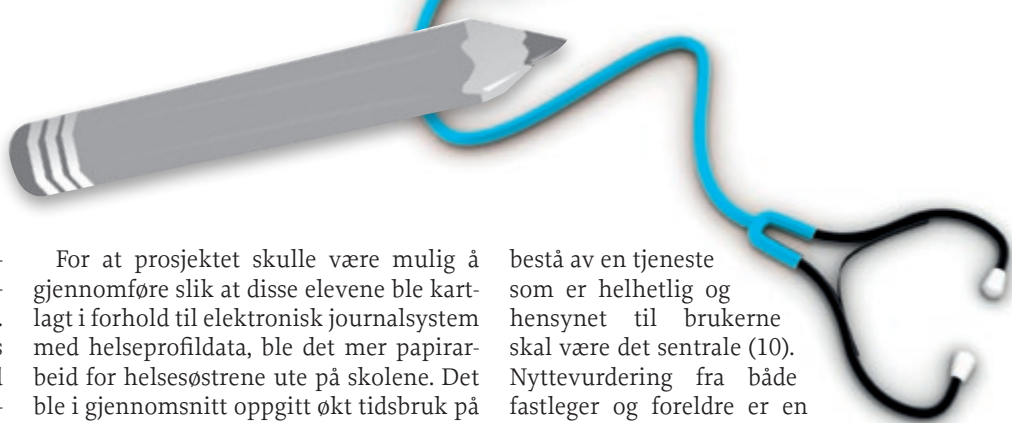 –
–
.
s
l
–
For at prosjektet skulle være mulig å
gjennomføre slik at disse elevene ble kart-
lagt i forhold til elektronisk journalsystem
med helseprofildata, ble det mer papirar-
beid for helsesøstrene ute på skolene. Det
ble i gjennomsnitt oppgitt økt tidsbruk på
bestå av en tjeneste
som er helhetlig og
hensynet til brukerne
skal være det sentrale (10).
Nyttevurdering fra både
fastleger og foreldre er en